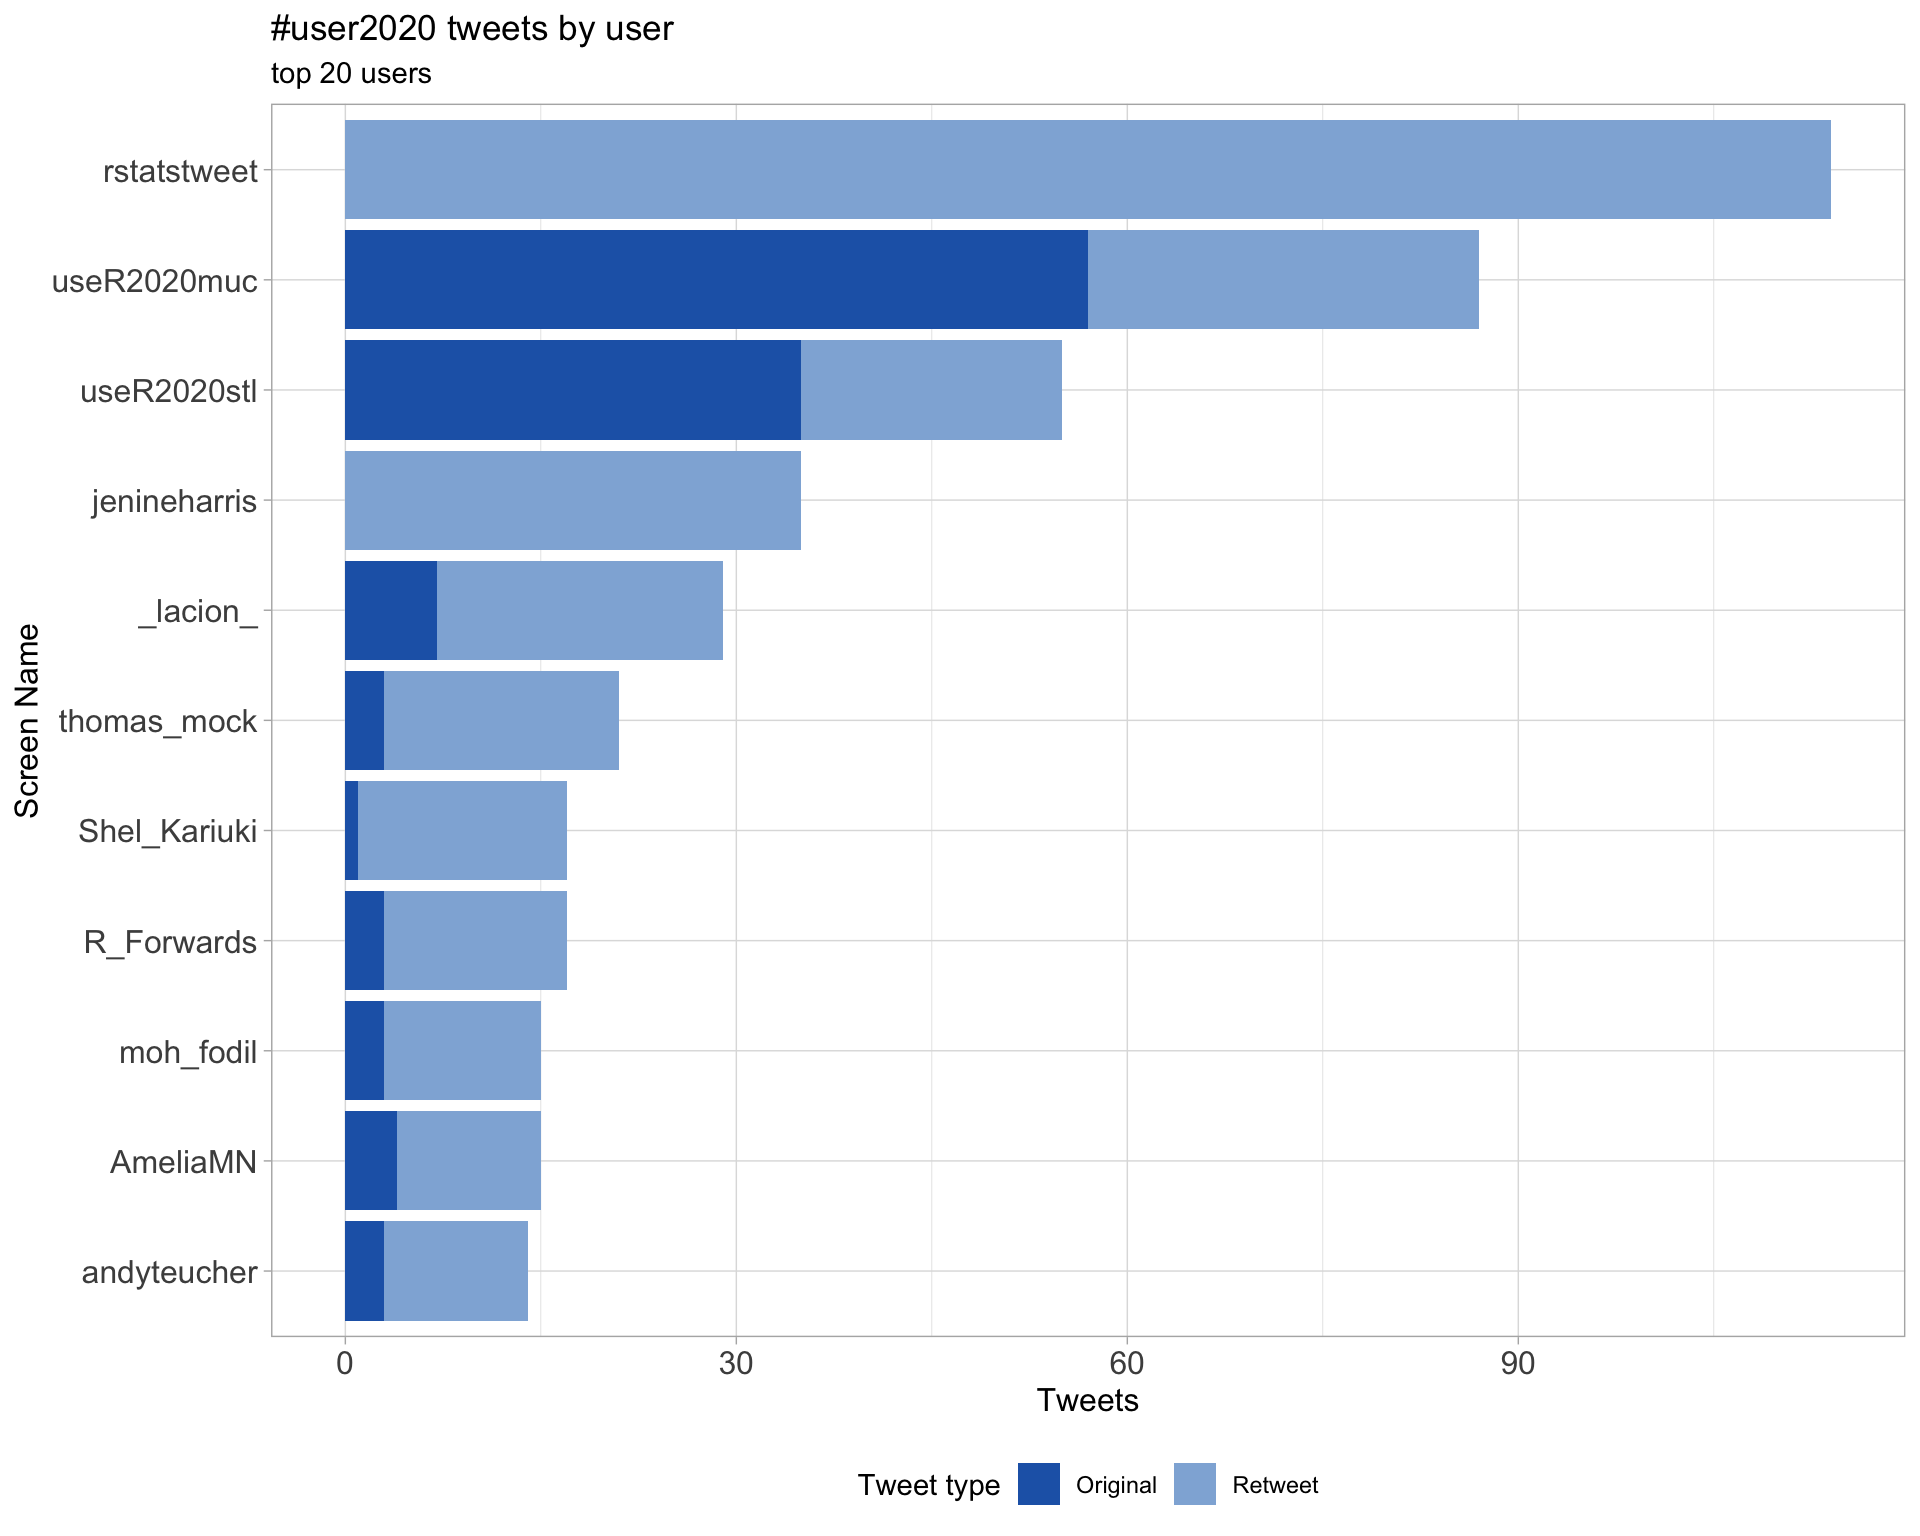 #user2020 tweets by user
top 20 users
Screen Name
rstatstweet
useR2020muc
useR2020stl
jenineharris
_lacion_
thomas_mock
Shel_Kariuki
R_Forwards
moh_fodil
AmeliaMN
andyteucher
0 30 60 90
Tweets
Tweet type Original Retweet